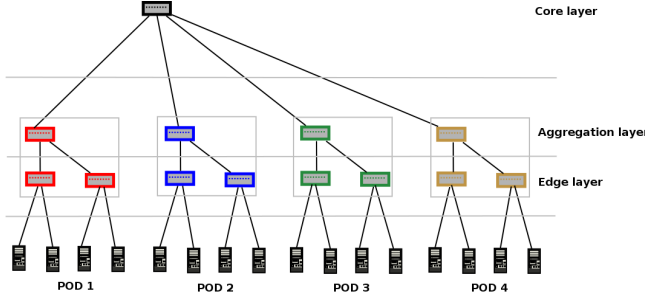 Core layer
Aggregation layer
Edge layer
POD 1
POD 2
POD 3
POD 4